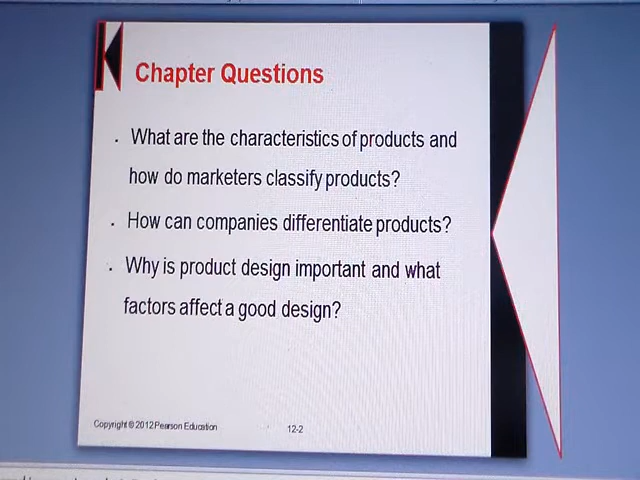 Chapter Questions
. What are the characteristics of products and
how do marketers classify products?
. How can companies differentiate products?
. Why is product design important and what
factors affect a good design?
Copyright © 2012 Pearson Education 12-2